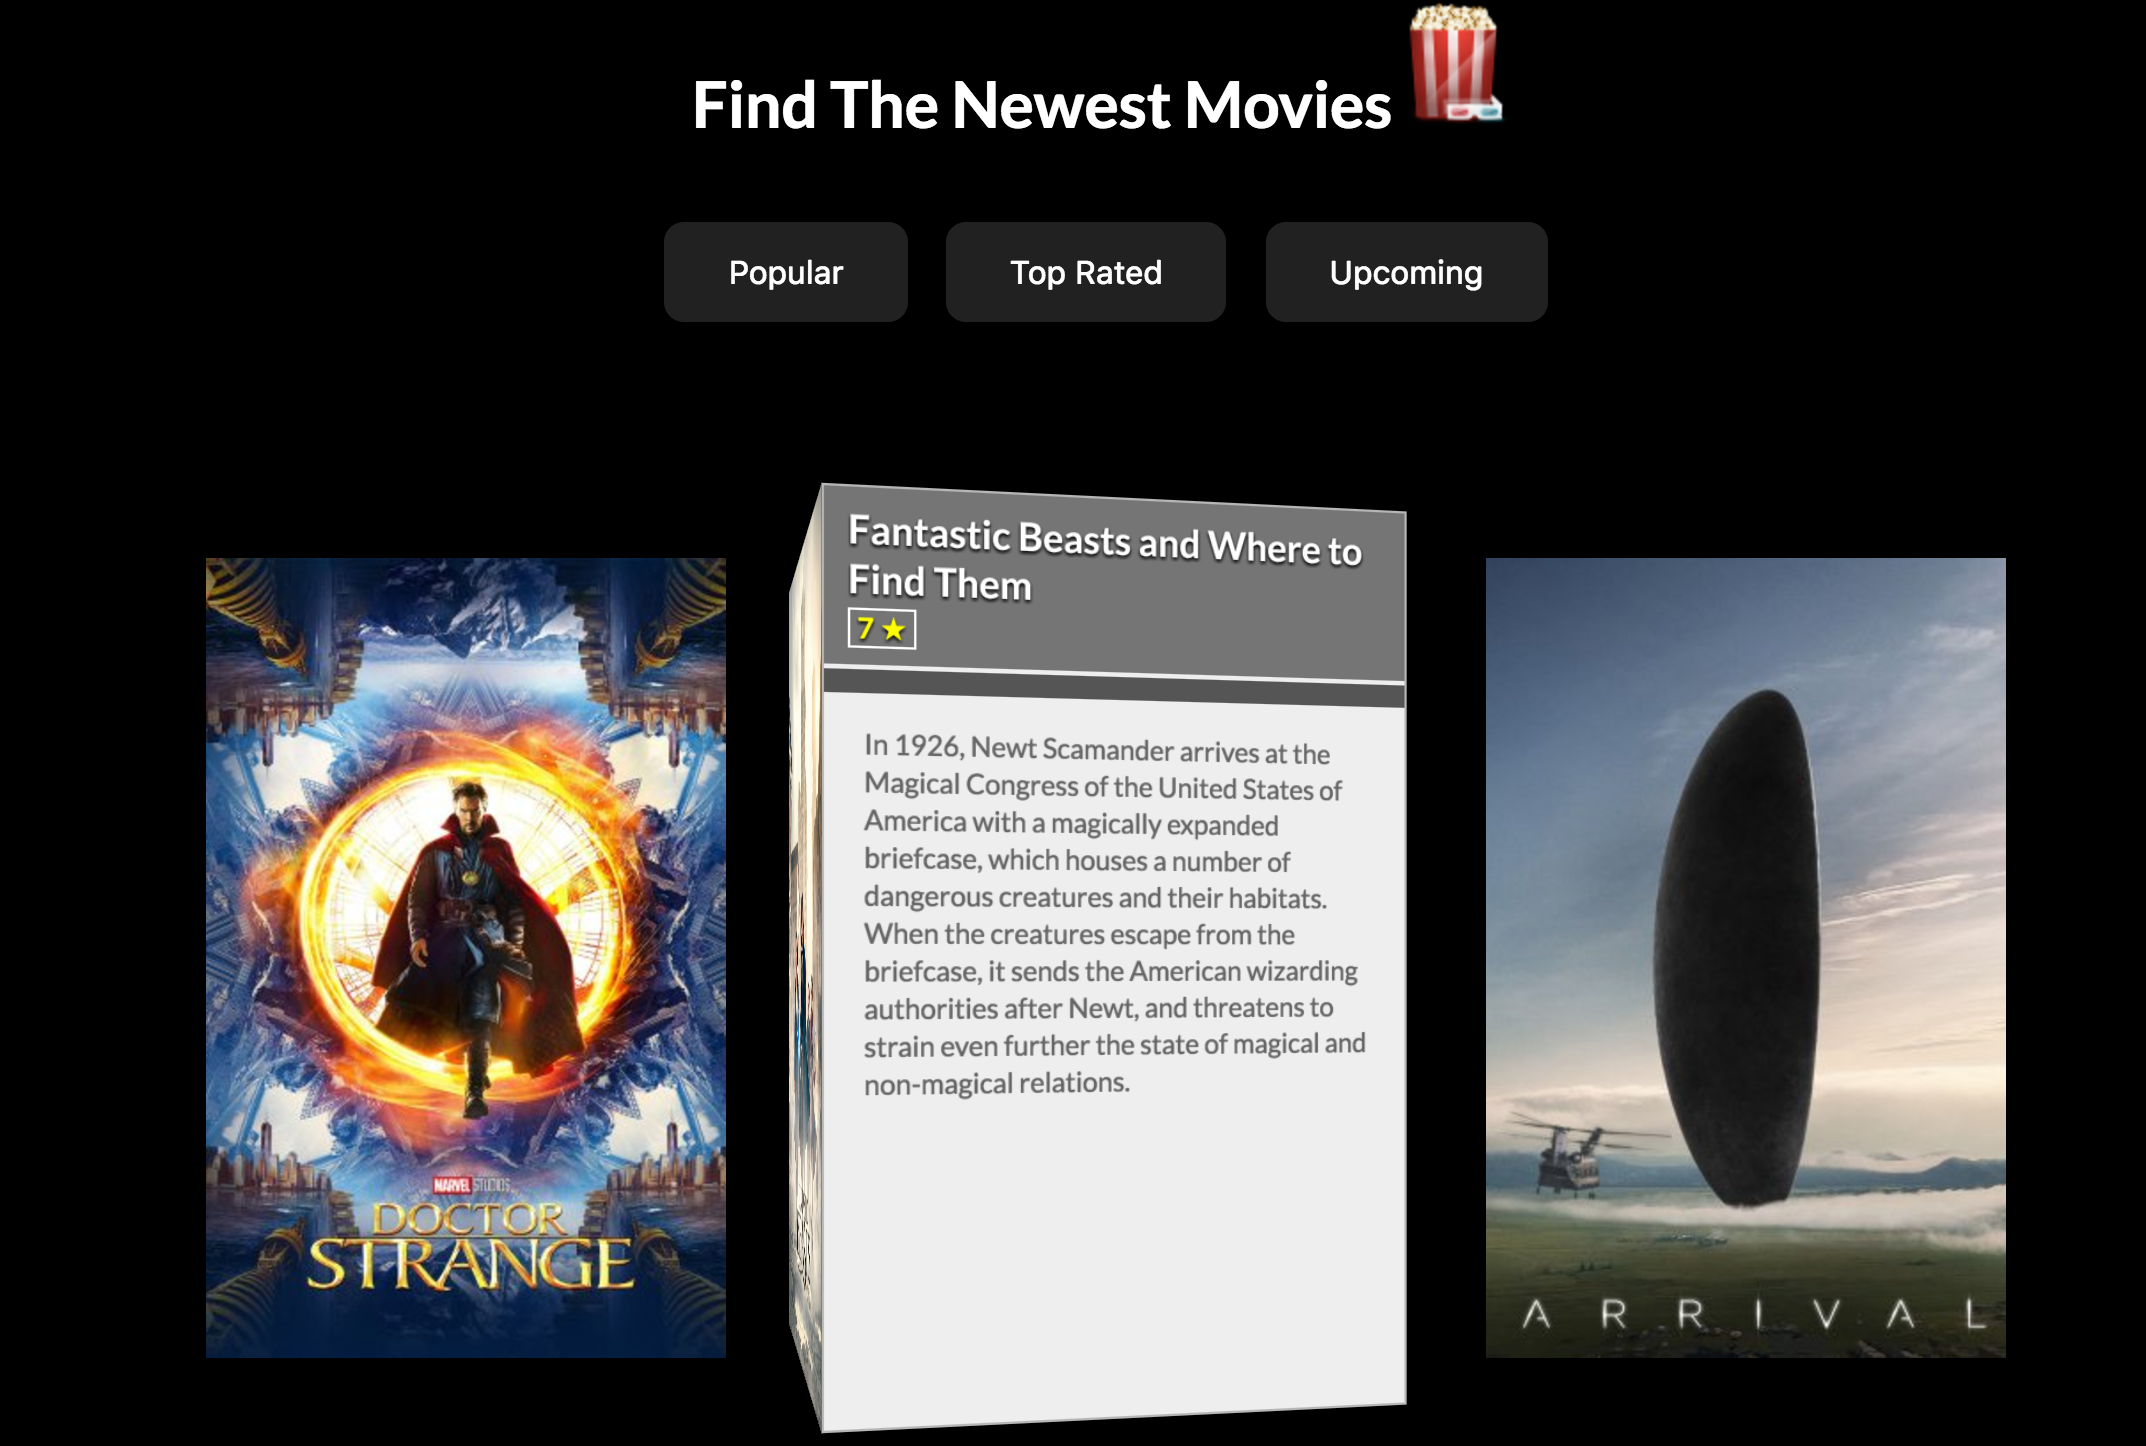 Find The Newest Movies
Popular
Top Rated
Upcoming
MARVEL STUDIOS
DOCTOR
STRANGE
Fantastic Beasts and Where to
Find Them
7 ★
In 1926, Newt Scamander arrives at the
Magical Congress of the United States of
America with a magically expanded
briefcase, which houses a number of
dangerous creatures and their habitats.
When the creatures escape from the
briefcase, it sends the American wizarding
authorities after Newt, and threatens to
strain even further the state of magical and
non-magical relations.
ARRIVAL